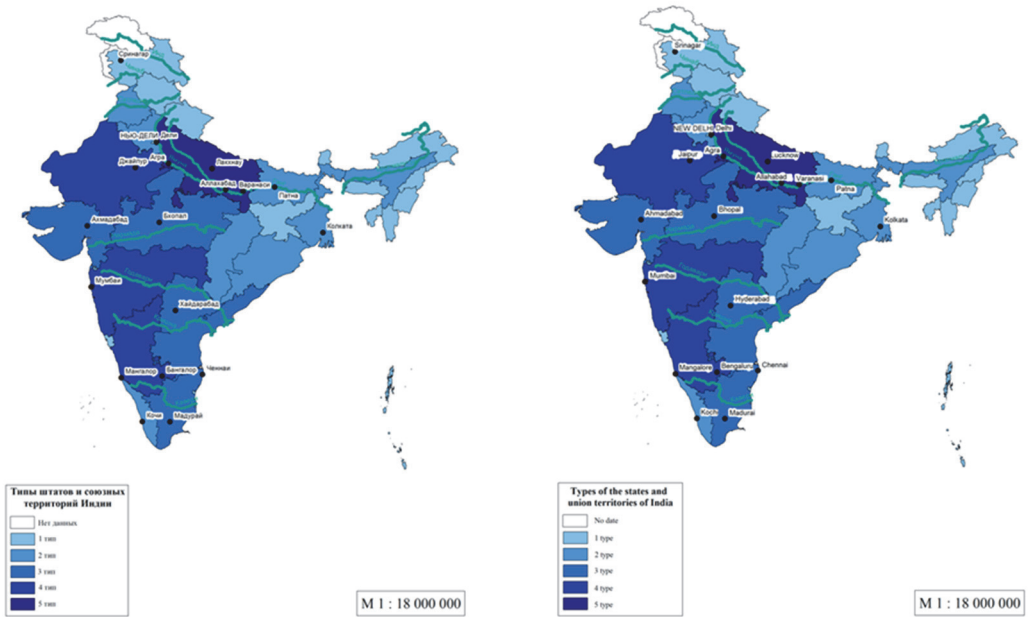 Сринагар
НЬЮ-ДЕЛИ Дели
Джайпур
Агра
Лакхнау
Аллахабад
Варанаси
Патна
Ахмадабад
Бхопал
Колката
Мумбаи
Хайдарабад
Мангалор
Бангалор
Ченнаи
Кочи
Мадурай
Типы штатов и союзных
территорий Индии
Нет данных
1 тип
2 тип
3 тип
4 тип
5 тип
М 1 : 18 000 000
Srinagar
NEW DELHI Delhi
Jaipur
Agra
Lucknow
Allahabad
Varanasi
Patna
Ahmadabad
Bhopal
Kolkata
Mumbai
Hyderabad
Mangalore
Bengaluru
Chennai
Kochi
Madurai
Types of the states and
union territories of India
No date
1 type
2 type
3 type
4 type
5 type
М 1 : 18 000 000